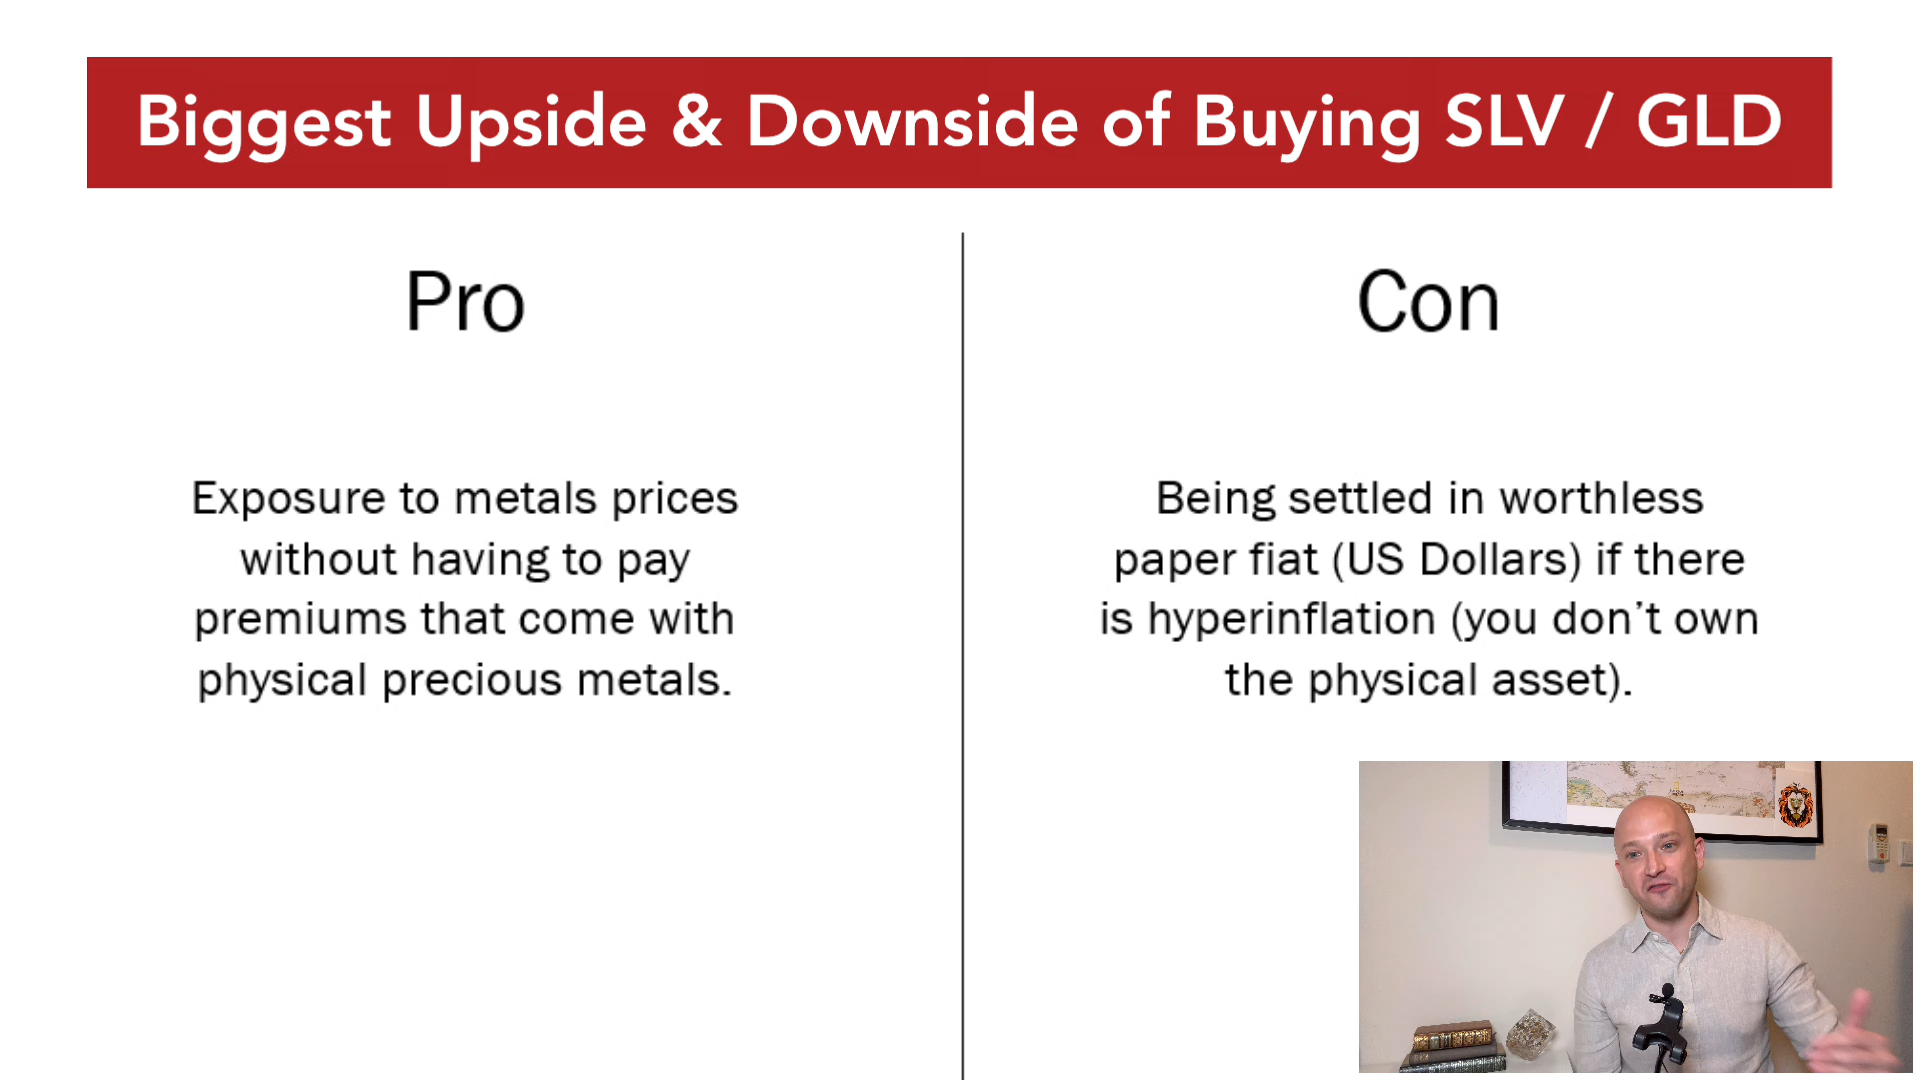 Biggest Upside & Downside of Buying SLV / GLD
Pro
Exposure to metals prices
without having to pay
premiums that come with
physical precious metals.
Con
Being settled in worthless
paper fiat (US Dollars) if there
is hyperinflation (you don’t own
the physical asset).